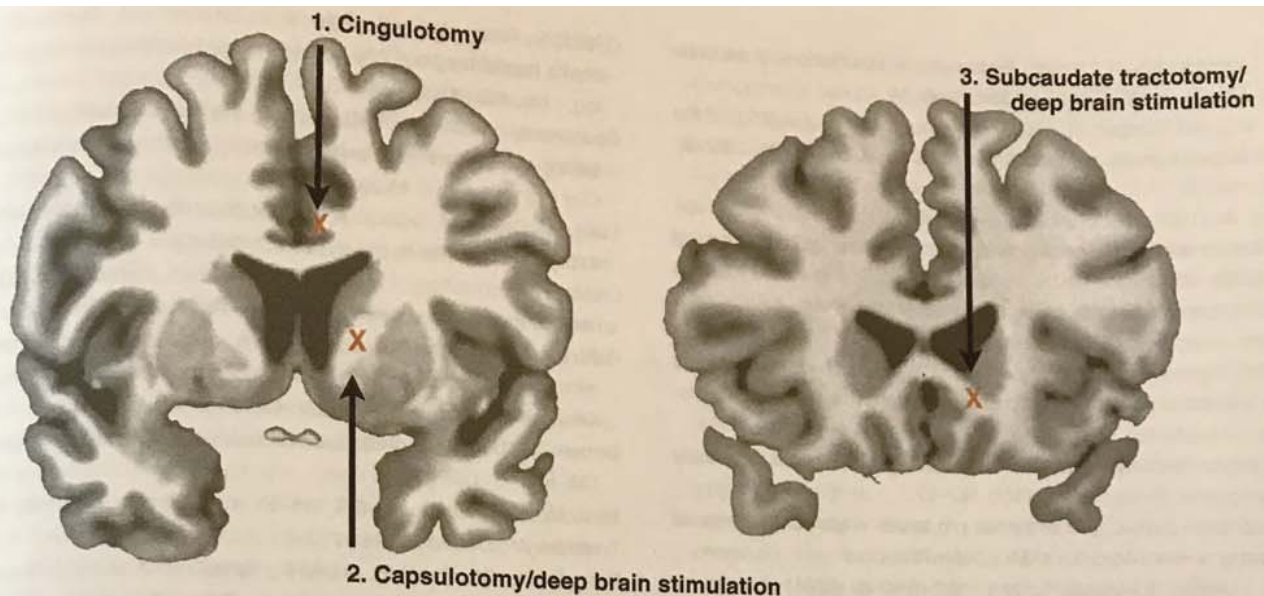 1. Cingulotomy
3. Subcaudate tractotomy/
deep brain stimulation
X
X
X
2. Capsulotomy/deep brain stimulation